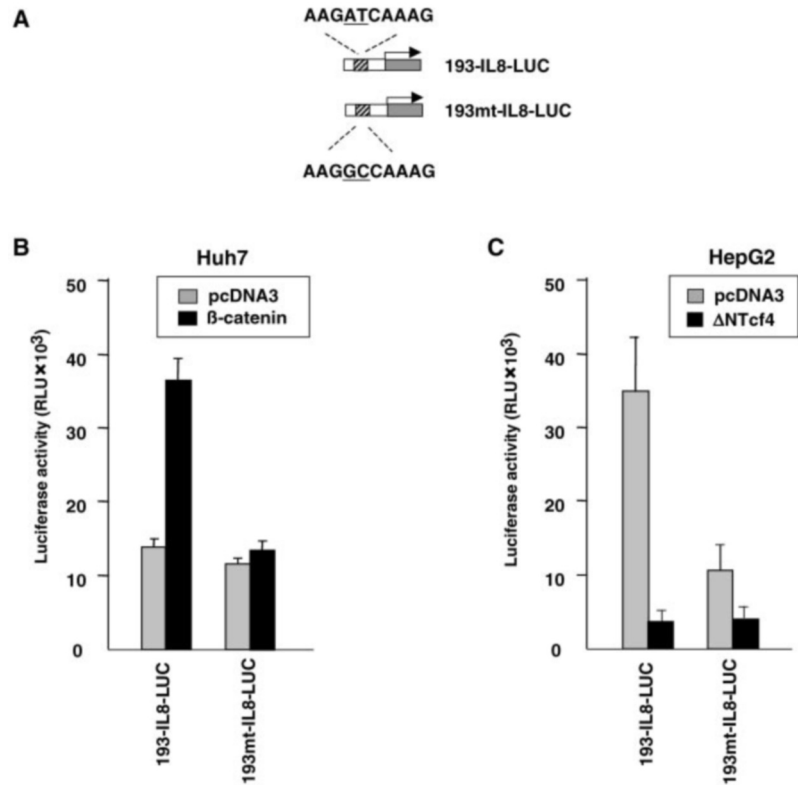 A
AAGATCAAAG
193-IL8-LUC
193mt-IL8-LUC
AAGGCCAAAG
B
Huh7
pcDNA3
ß-catenin
Luciferase activity (RLU×10³)
50
40
30
20
10
0
193-IL8-LUC
193mt-IL8-LUC
C
HepG2
pcDNA3
ΔNTcf4
Luciferase activity (RLU×10³)
50
40
30
20
10
0
193-IL8-LUC
193mt-IL8-LUC